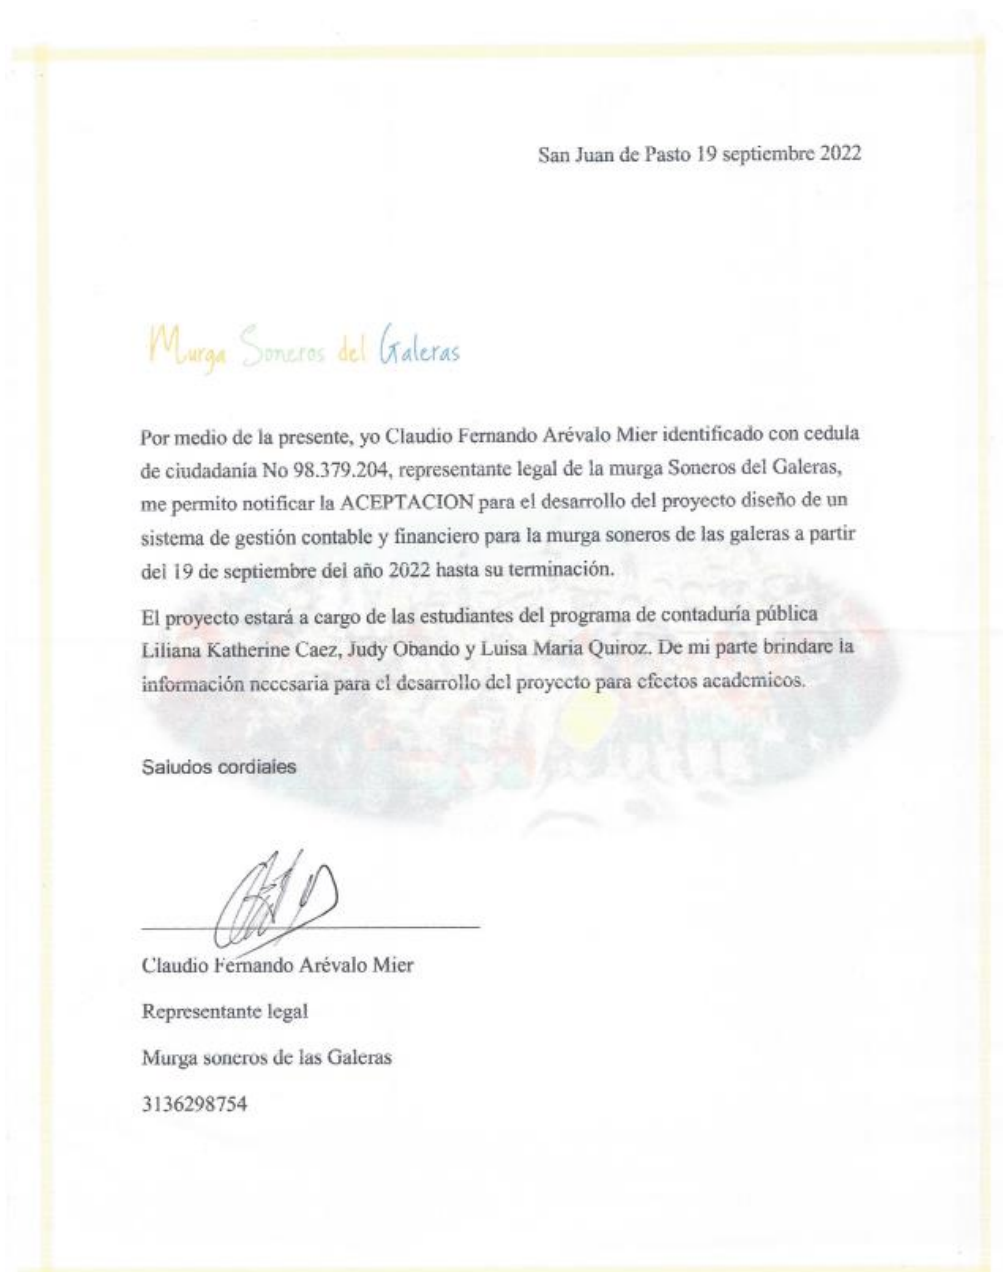 San Juan de Pasto 19 septiembre 2022
Murga Soneros del Galeras
Por medio de la presente, yo Claudio Fernando Arévalo Mier identificado con cedula
de ciudadanía No 98.379.204, representante legal de la murga Soneros del Galeras,
me permito notificar la ACEPTACION para el desarrollo del proyecto diseño de un
sistema de gestión contable y financiero para la murga soneros de las galeras a partir
del 19 de septiembre del año 2022 hasta su terminación.
El proyecto estará a cargo de las estudiantes del programa de contaduría pública
Liliana Katherine Caez, Judy Obando y Luisa Maria Quiroz. De mi parte brindare la
información necesaria para el desarrollo del proyecto para efectos academicos.
Saludos cordiales
Claudio Fernando Arévalo Mier
Representante legal
Murga soneros de las Galeras
3136298754